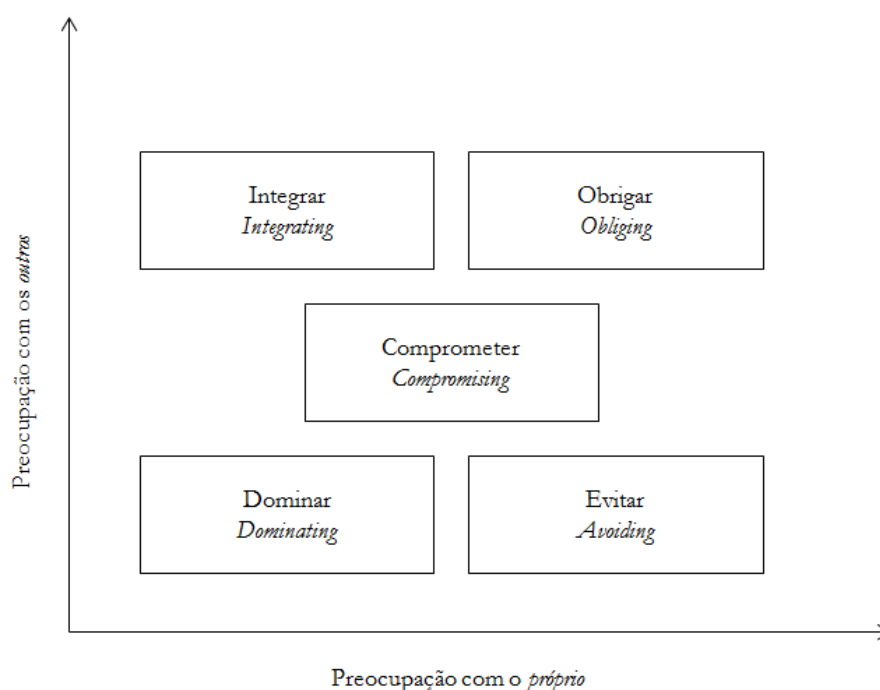 Integrar
Integrating
Obrigar
Obliging
Comprometer
Compromising
Dominar
Dominating
Evitar
Avoiding
Preocupação com os outros
Preocupação com o próprio